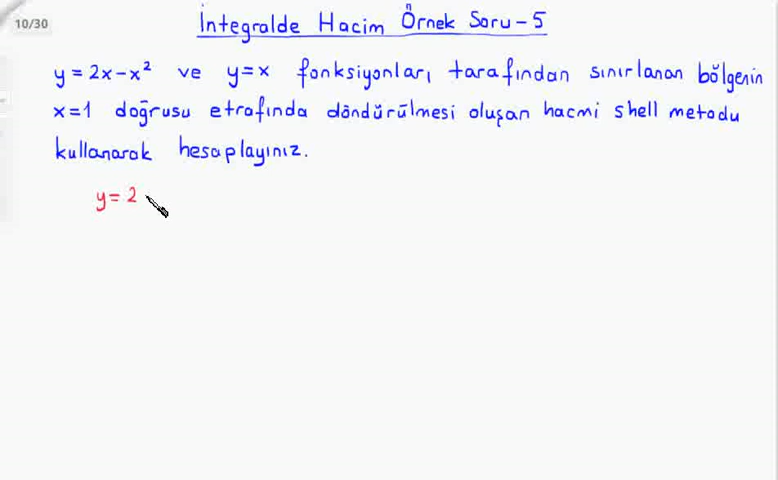 10/30
İntegralde Hacim Örnek Soru-5
y = 2x-x² ve y=x fonksiyonları tarafından sınırlanan bölgenin
x=1 doğrusu etrafında döndürülmesi oluşan hacmi shell metodu
kullanarak hesaplayınız.
y= 2